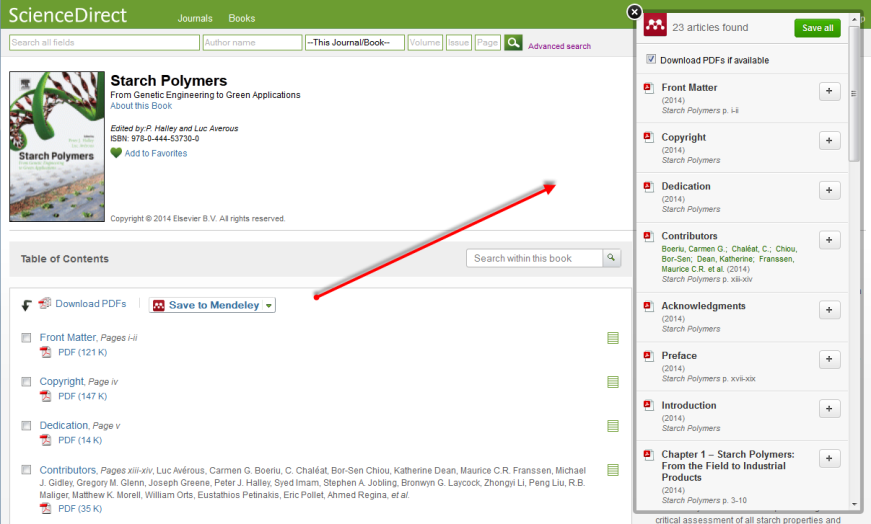 ScienceDirect
Journals Books
Search all fields
Author name
--This Journal/Book--
Volume
Issue
Page
Advanced search
Starch Polymers
From Genetic Engineering to Green Applications
About this Book
Edited by:P. Halley and Luc Averous
ISBN: 978-0-444-53730-0
Add to Favorites
Starch Polymers
Copyright © 2014 Elsevier B.V. All rights reserved.
Table of Contents
Search within this book
Download PDFs
Save to Mendeley
Front Matter, Pages i-ii
PDF (121 K)
Copyright, Page iv
PDF (147 K)
Dedication, Page v
PDF (14 K)
Contributors, Pages xiii-xiv, Luc Avérous, Carmen G. Boeriu, C. Chaléat, Bor-Sen Chiou, Katherine Dean, Maurice C.R. Franssen, Michael
J. Gidley, Gregory M. Glenn, Joseph Greene, Peter J. Halley, Syed Imam, Stephen A. Jobling, Bronwyn G. Laycock, Zhongyi Li, Peng Liu, R.B.
Maliger, Matthew K. Morell, William Orts, Eustathios Petinakis, Eric Pollet, Ahmed Regina, et al.
PDF (35 K)
23 articles found
Save all
Download PDFs if available
Front Matter
(2014)
Starch Polymers p. i-ii
Copyright
(2014)
Starch Polymers
Dedication
(2014)
Starch Polymers
Contributors
Boeriu, Carmen G.; Chaléat, C.; Chiou,
Bor-Sen; Dean, Katherine; Franssen,
Maurice C.R. et al. (2014)
Starch Polymers p. xiii-xiv
Acknowledgments
(2014)
Starch Polymers
Preface
(2014)
Starch Polymers p. xvii-xix
Introduction
(2014)
Starch Polymers
Chapter 1 – Starch Polymers:
From the Field to Industrial
Products
(2014)
Starch Polymers p. 3-10
critical assessment of all starch properties and